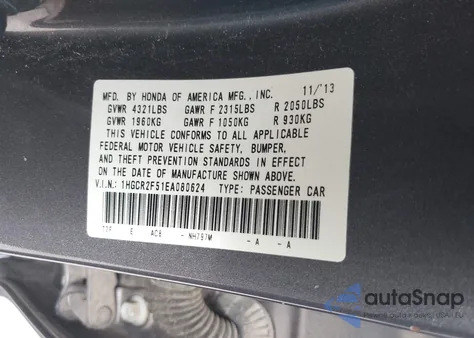 MFD. BY HONDA OF AMERICA MFG., INC. 11/'13
GVWR 4321LBS GAWR F 2315LBS R 2050LBS
GVWR 1960KG GAWR F 1050KG R 930KG
THIS VEHICLE CONFORMS TO ALL APPLICABLE
FEDERAL MOTOR VEHICLE SAFETY, BUMPER,
AND THEFT PREVENTION STANDARDS IN EFFECT
ON THE DATE OF MANUFACTURE SHOWN ABOVE.
V.I.N.: 1HGCR2F51EA080624 TYPE: PASSENGER CAR
E AC6 - NH797M - A - A
autoSnap